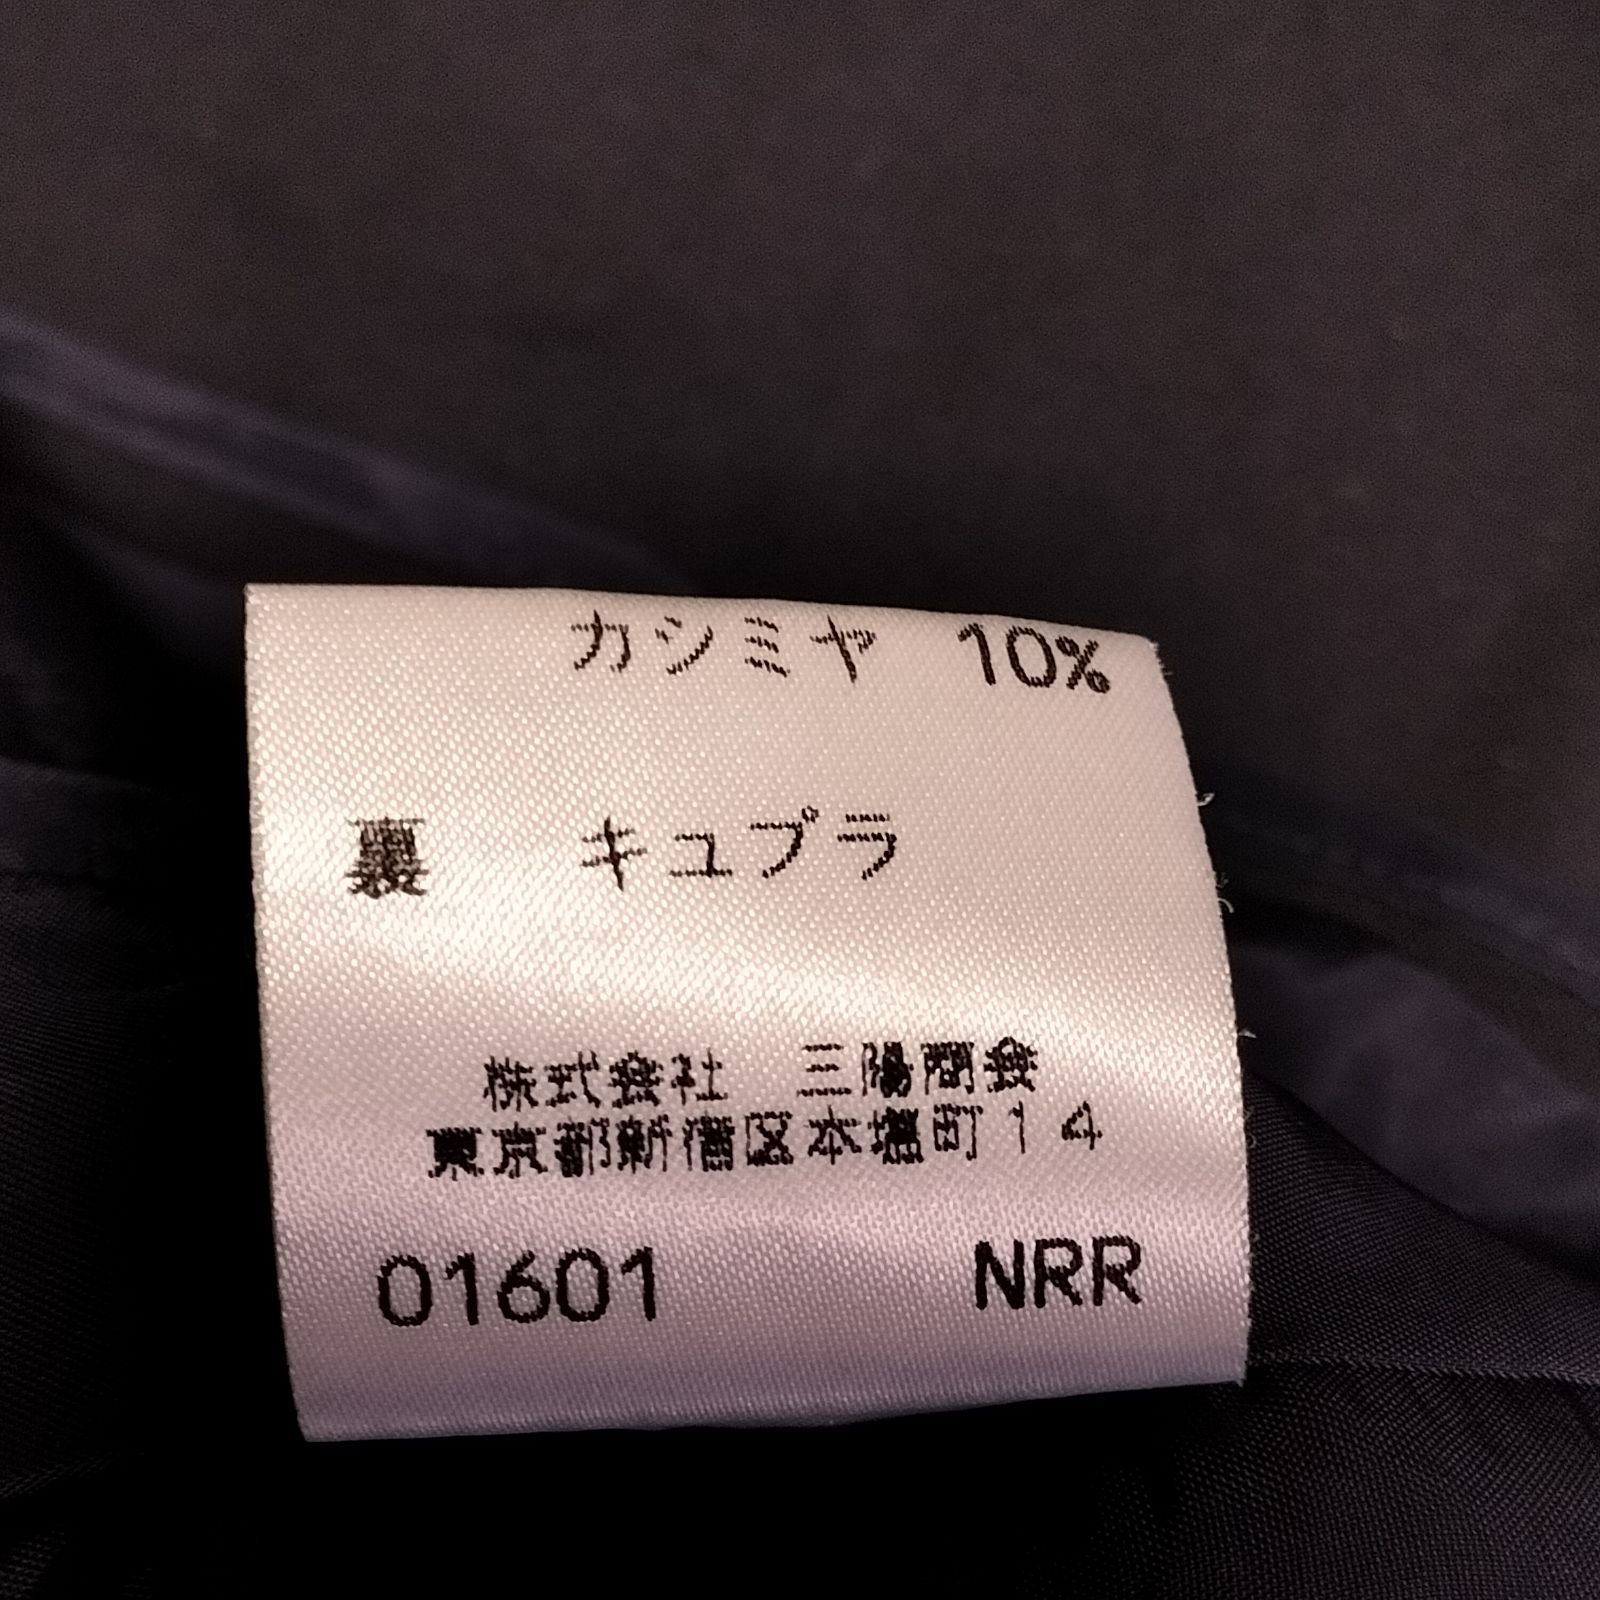 カシミヤ 10%
裏 キュプラ
株式会社 三陽商会
東京都新宿区本塩町14
01601 NRR